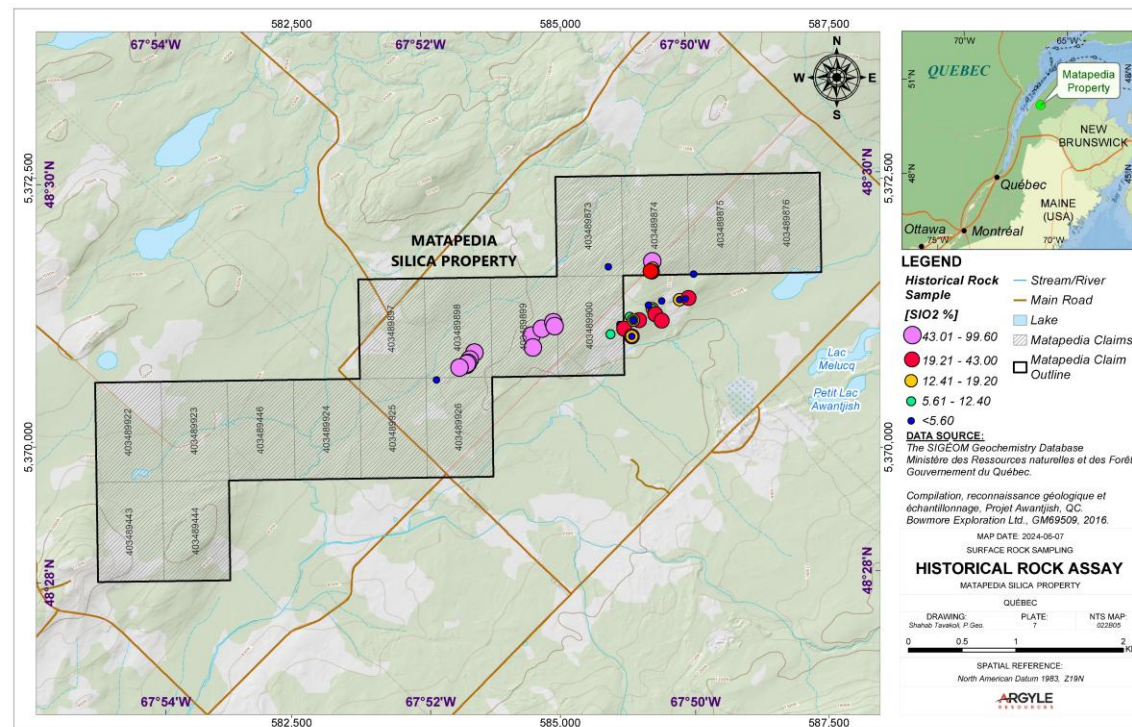 582,500
585,000
587,500
67°54'W
67°52'W
67°50'W
N
W
E
S
5,372,500
48°30'N
48°30'N
5,372,500
MATAPEDIA
SILICA PROPERTY
403489873
403489874
403489875
403489876
403489897
403489898
403489899
403489900
403489922
403489923
403489446
403489924
403489925
403489926
403489443
403489444
Lac
Melucq
Petit Lac
Awantjish
5,370,000
5,370,000
48°28'N
48°28'N
67°54'W
67°52'W
67°50'W
582,500
585,000
587,500
70°W
65°W
QUEBEC
51°N
48°N
Matapedia
Property
NEW
BRUNSWICK
48°N
45°N
Québec
MAINE
(USA)
Ottawa
Montréal
75°W
70°W
LEGEND
Historical Rock
Sample
[SIO2 %]
43.01 - 99.60
19.21 - 43.00
12.41 - 19.20
5.61 - 12.40
<5.60
Stream/River
Main Road
Lake
Matapedia Claims
Matapedia Claim
Outline
DATA SOURCE:
The SIGÉOM Geochemistry Database
Ministère des Ressources naturelles et des Forêt
Gouvernement du Québec.
Compilation, reconnaissance géologique et
échantillonnage, Projet Awantjish, QC.
Bowmore Exploration Ltd., GM69509, 2016.
MAP DATE: 2024-06-07
SURFACE ROCK SAMPLING
HISTORICAL ROCK ASSAY
MATAPEDIA SILICA PROPERTY
QUÉBEC
DRAWING:
Shahab Tavakoli, P.Geo.
PLATE:
7
NTS MAP:
022B05
0 0.5 1 2
SPATIAL REFERENCE:
North American Datum 1983, Z19N
ARGYLE
RESOURCES